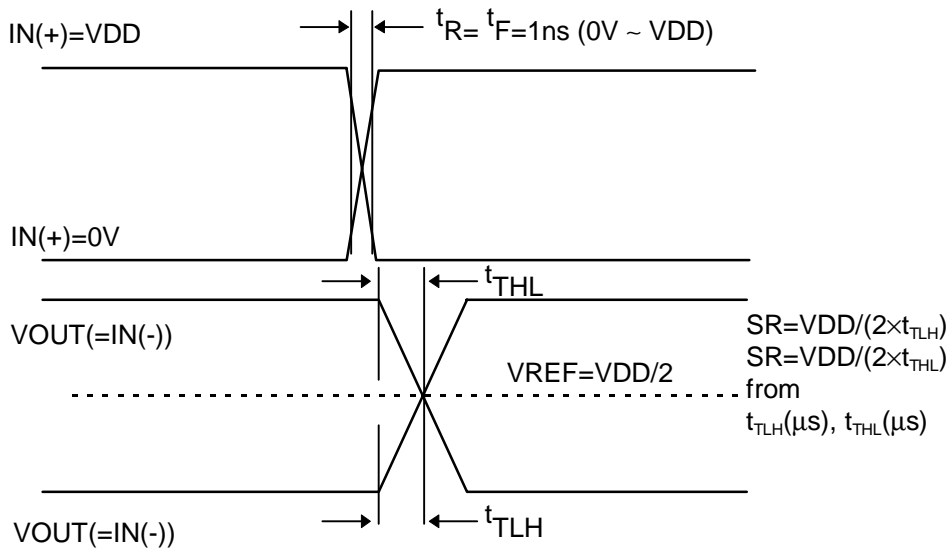 IN(+)=VDD
tR= tF=1ns (0V ~ VDD)
IN(+)=0V
tTHL
VOUT(=IN(-))
VREF=VDD/2
SR=VDD/(2×tTLH)
SR=VDD/(2×tTHL)
from
tTLH(μs), tTHL(μs)
VOUT(=IN(-))
tTLH